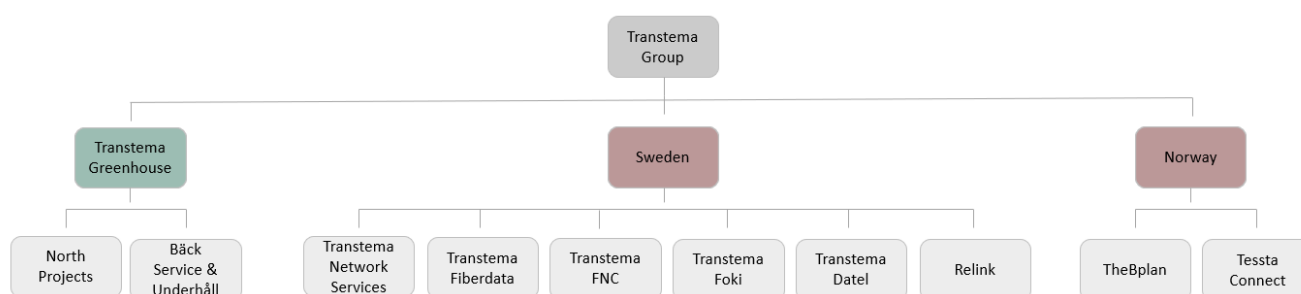 Transtema
Group
Transtema
Greenhouse
Sweden
Norway
North
Projects
Bäck
Service &
Underhåll
Transtema
Network
Services
Transtema
Fiberdata
Transtema
FNC
Transtema
Foki
Transtema
Datel
Relink
TheBplan
Tessta
Connect